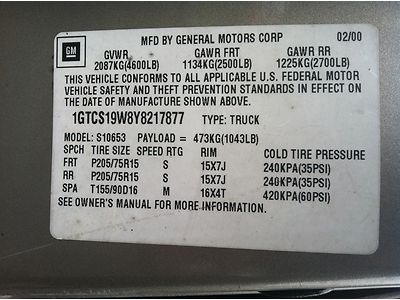 GM
MFD BY GENERAL MOTORS CORP 02/00
GVWR GAWR FRT GAWR RR
2087KG(4600LB) 1134KG(2500LB) 1225KG(2700LB)
THIS VEHICLE CONFORMS TO ALL APPLICABLE U.S. FEDERAL MOTOR
VEHICLE SAFETY AND THEFT PREVENTION STANDARDS IN EFFECT ON
THE DATE OF MANUFACTURE SHOWN ABOVE.
1GTCS19W8Y8217877 TYPE: TRUCK
MODEL: S10653 PAYLOAD = 473KG(1043LB)
SPCH TIRE SIZE SPEED RTG RIM COLD TIRE PRESSURE
FRT P205/75R15 S 15X7J 240KPA(35PSI)
RR P205/75R15 S 15X7J 240KPA(35PSI)
SPA T155/90D16 M 16X4T 420KPA(60PSI)
SEE OWNER'S MANUAL FOR MORE INFORMATION.